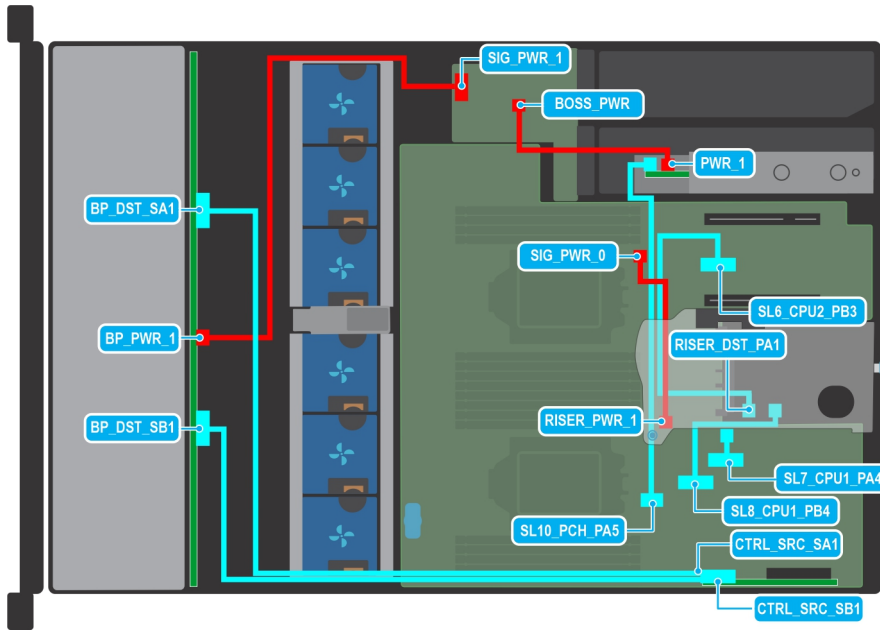 SIG_PWR_1
BOSS_PWR
PWR_1
BP_DST_SA1
SIG_PWR_0
SL6_CPU2_PB3
BP_PWR_1
RISER_DST_PA1
BP_DST_SB1
RISER_PWR_1
SL7_CPU1_PA4
SL8_CPU1_PB4
SL10_PCH_PA5
CTRL_SRC_SA1
CTRL_SRC_SB1